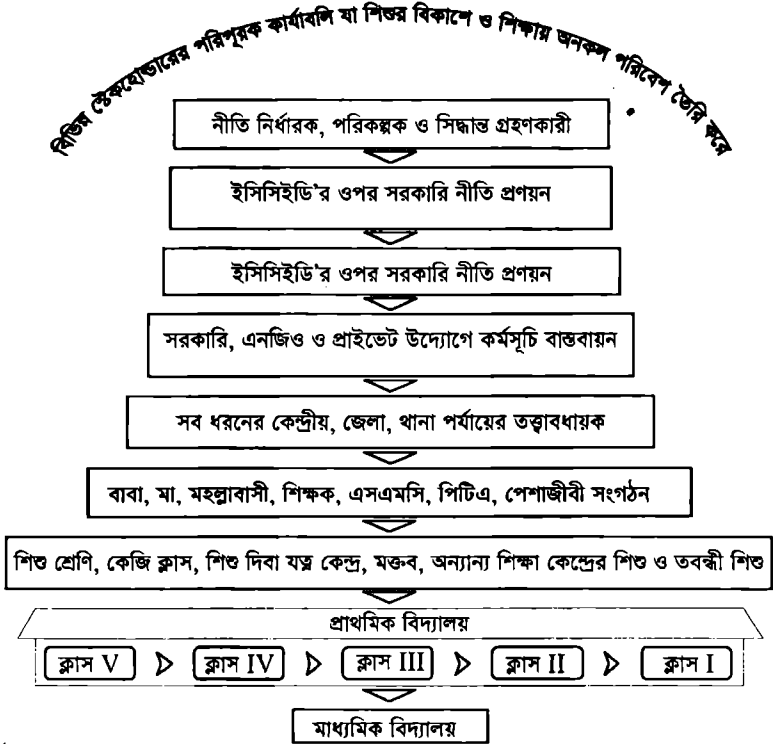 বিভিন্ন স্টেকহোল্ডারের পরিপূরক কার্যাবলি যা শিশুর বিকাশে ও শিক্ষায় অনকল পরিবেশ তৈরি করে
নীতি নির্ধারক, পরিকল্পক ও সিদ্ধান্ত গ্রহণকারী
ইসিসিইডি'র ওপর সরকারি নীতি প্রণয়ন
ইসিসিইডি'র ওপর সরকারি নীতি প্রণয়ন
সরকারি, এনজিও ও প্রাইভেট উদ্যোগে কর্মসূচি বাস্তবায়ন
সব ধরনের কেন্দ্রীয়, জেলা, থানা পর্যায়ের তত্ত্বাবধায়ক
বাবা, মা, মহল্লাবাসী, শিক্ষক, এসএমসি, পিটিএ, পেশাজীবী সংগঠন
শিশু শ্রেণি, কেজি ক্লাস, শিশু দিবা যত্ন কেন্দ্র, মক্তব, অন্যান্য শিক্ষা কেন্দ্রের শিশু ও তবন্ধী শিশু
প্রাথমিক বিদ্যালয়
ক্লাস V ক্লাস IV ক্লাস III ক্লাস II ক্লাস I
মাধ্যমিক বিদ্যালয়